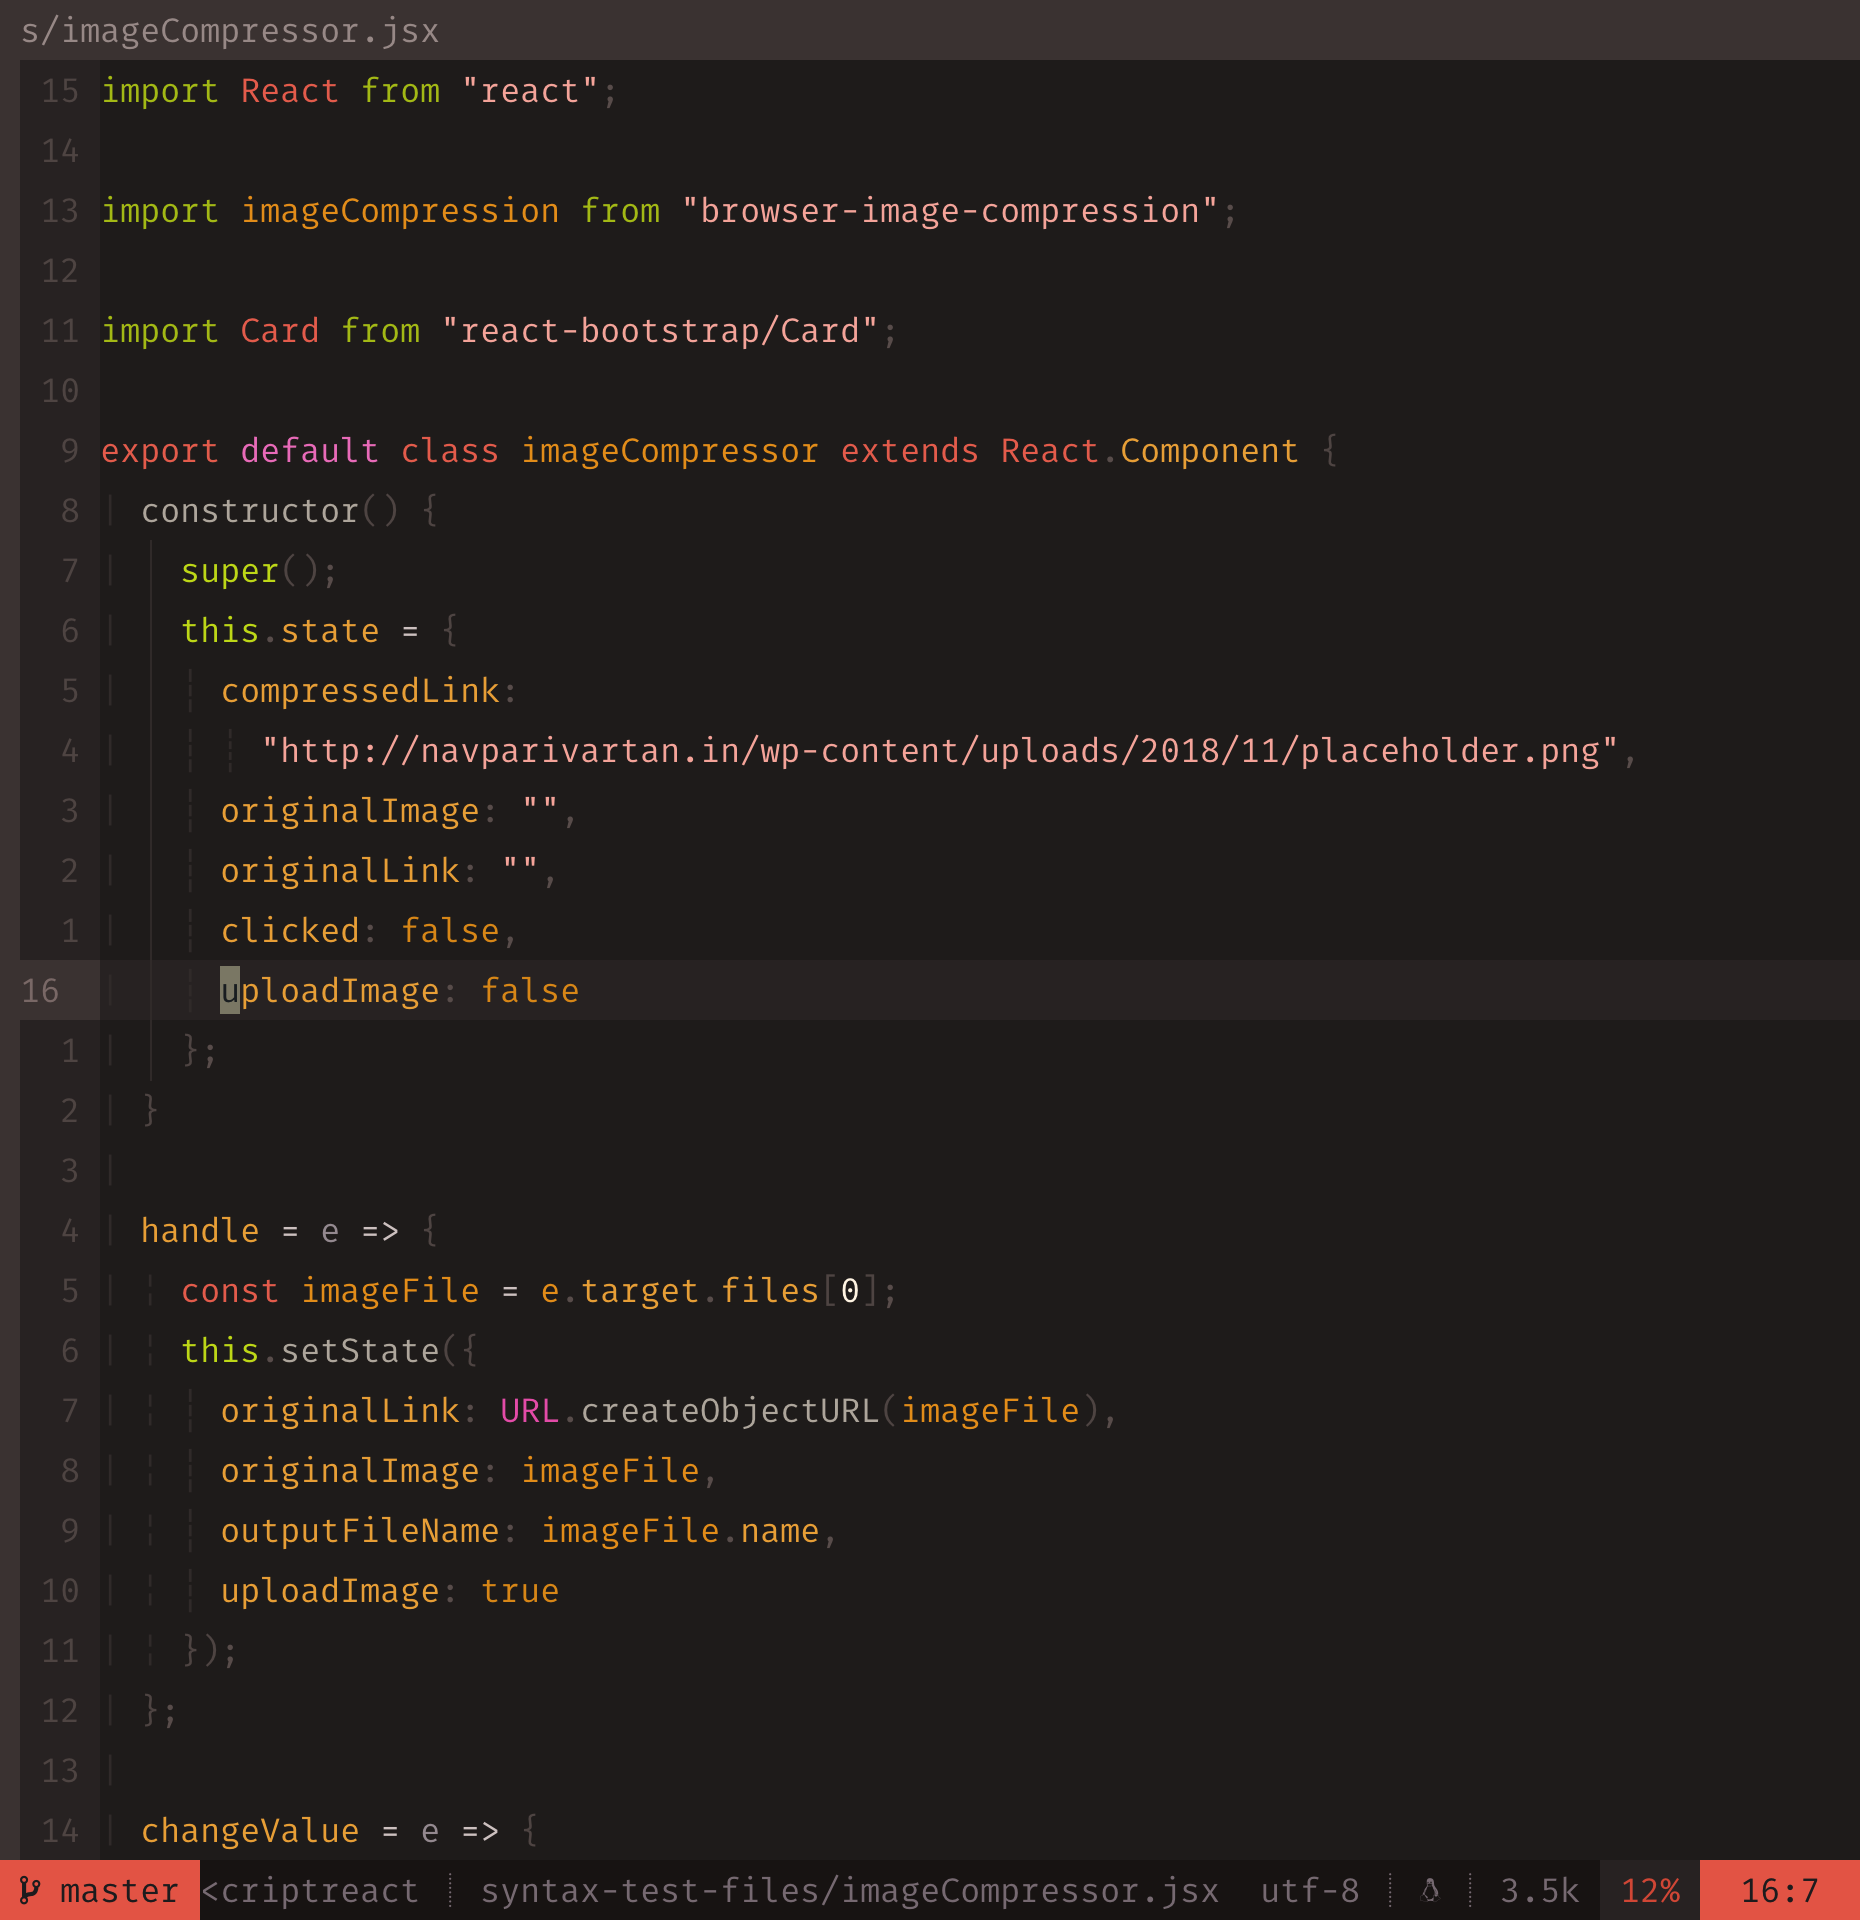 s/imageCompressor.jsx
15 import React from "react";
14
13 import imageCompression from "browser-image-compression";
12
11 import Card from "react-bootstrap/Card";
10
9 export default class imageCompressor extends React.Component {
8   constructor() {
7     super();
6     this.state = {
5       compressedLink:
4         "http://navparivartan.in/wp-content/uploads/2018/11/placeholder.png",
3       originalImage: "",
2       originalLink: "",
1       clicked: false,
16       uploadImage: false
1     };
2   }
3
4   handle = e => {
5     const imageFile = e.target.files[0];
6     this.setState({
7       originalLink: URL.createObjectURL(imageFile),
8       originalImage: imageFile,
9       outputFileName: imageFile.name,
10       uploadImage: true
11     });
12   };
13
14   changeValue = e => {
master <criptreact syntax-test-files/imageCompressor.jsx utf-8 3.5k 12% 16:7